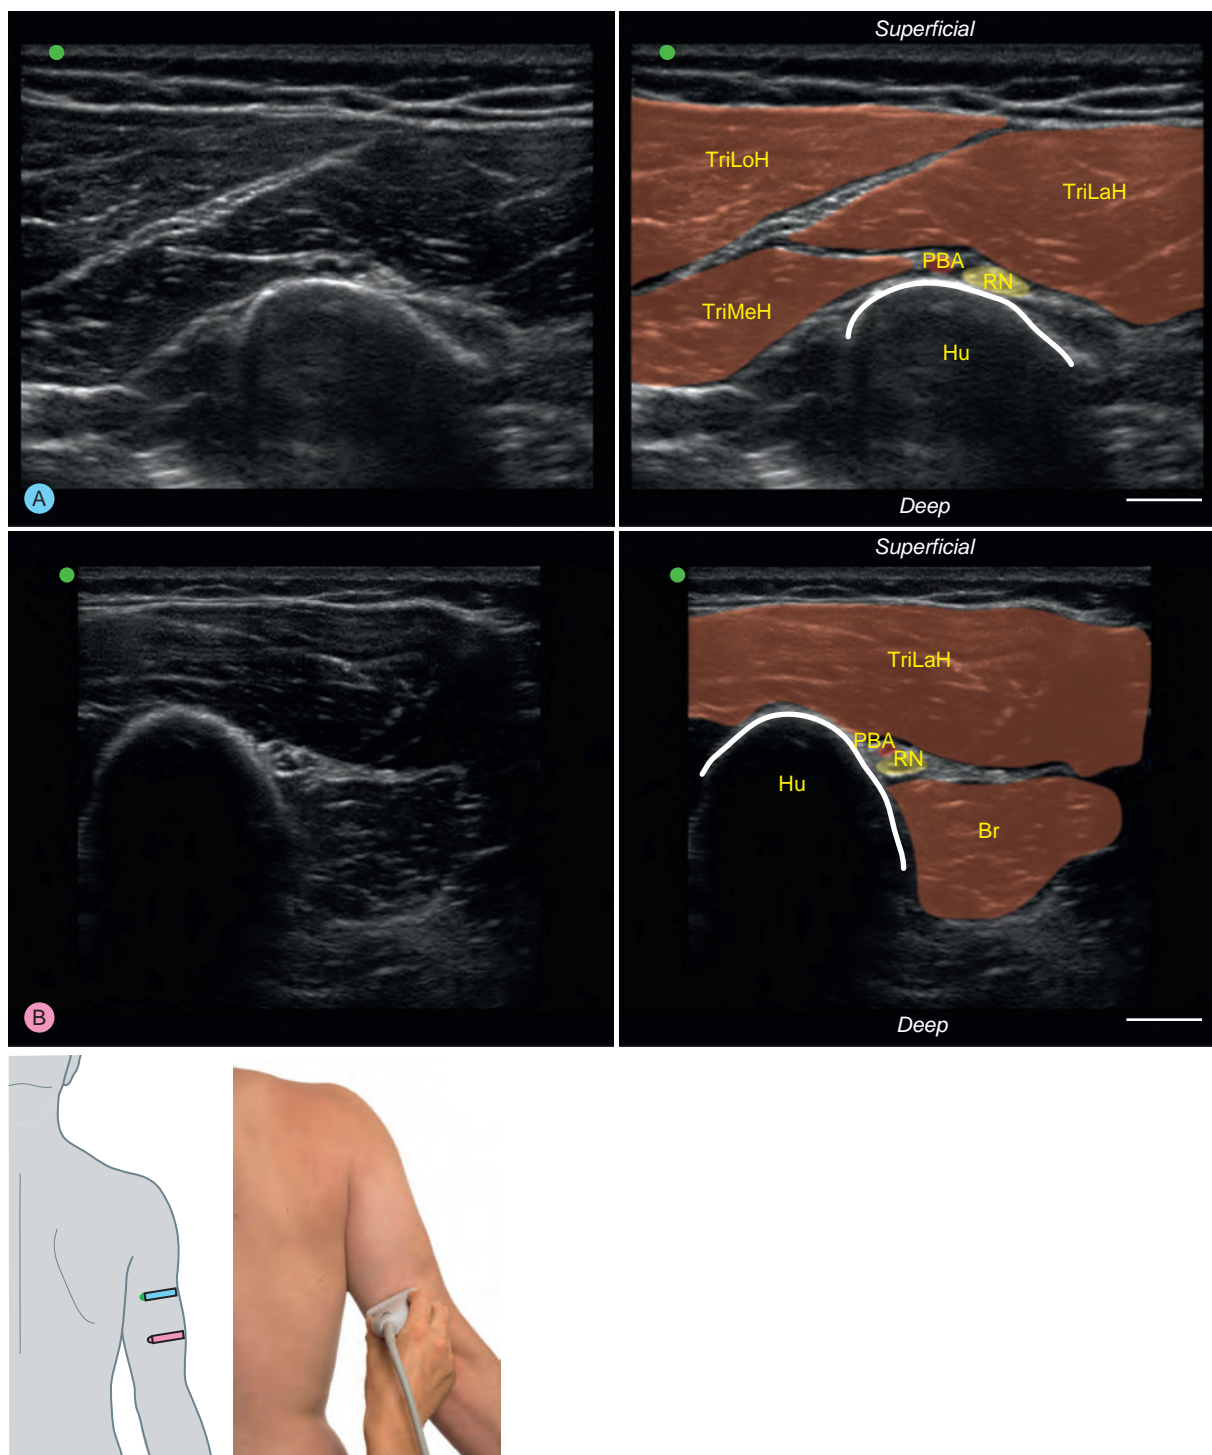 Superficial
TriLoH
TriLaH
PBA
RN
TriMeH
Hu
A
Deep
Superficial
TriLaH
PBA
RN
Hu
Br
B
Deep